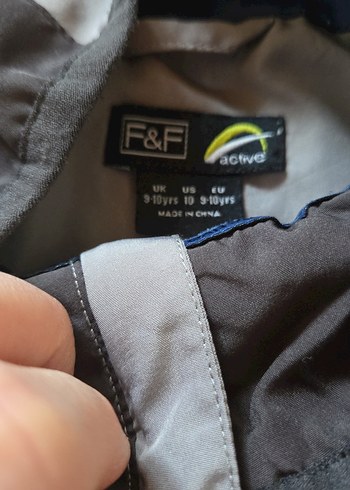 F&F
active
UK US EU
9-10yrs 10 9-10yrs
MADE IN CHINA